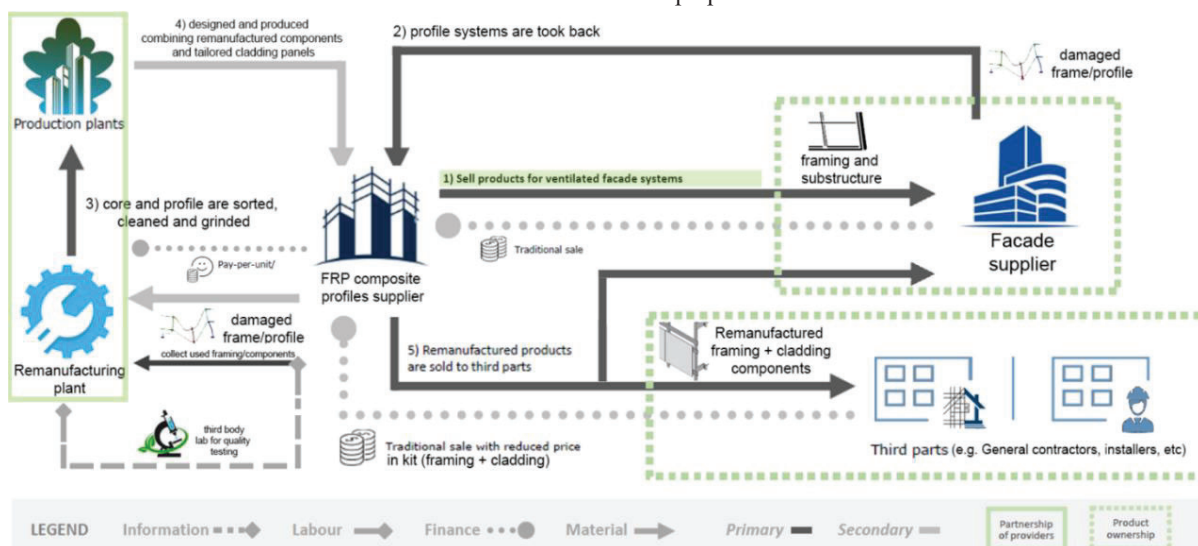 4) designed and produced
combining remanufactured components
and tailored cladding panels
2) profile systems are took back
damaged
frame/profile
Production plants
framing and
substructure
1) Sell products for ventilated facade systems
3) core and profile are sorted,
cleaned and grinded
Traditional sale
Facade
supplier
Pay-per-unit/
FRP composite
profiles supplier
damaged
frame/profile
collect used framing/components
Remanufacturing
plant
5) Remanufactured products
are sold to third parts
Remanufactured
framing + cladding
components
third body
lab for quality
testing
Traditional sale with reduced price
in kit (framing + cladding)
Third parts (e.g. General contractors, installers, etc)
LEGEND
Information
Labour
Finance
Material
Primary
Secondary
Partnership
of providers
Product
ownership